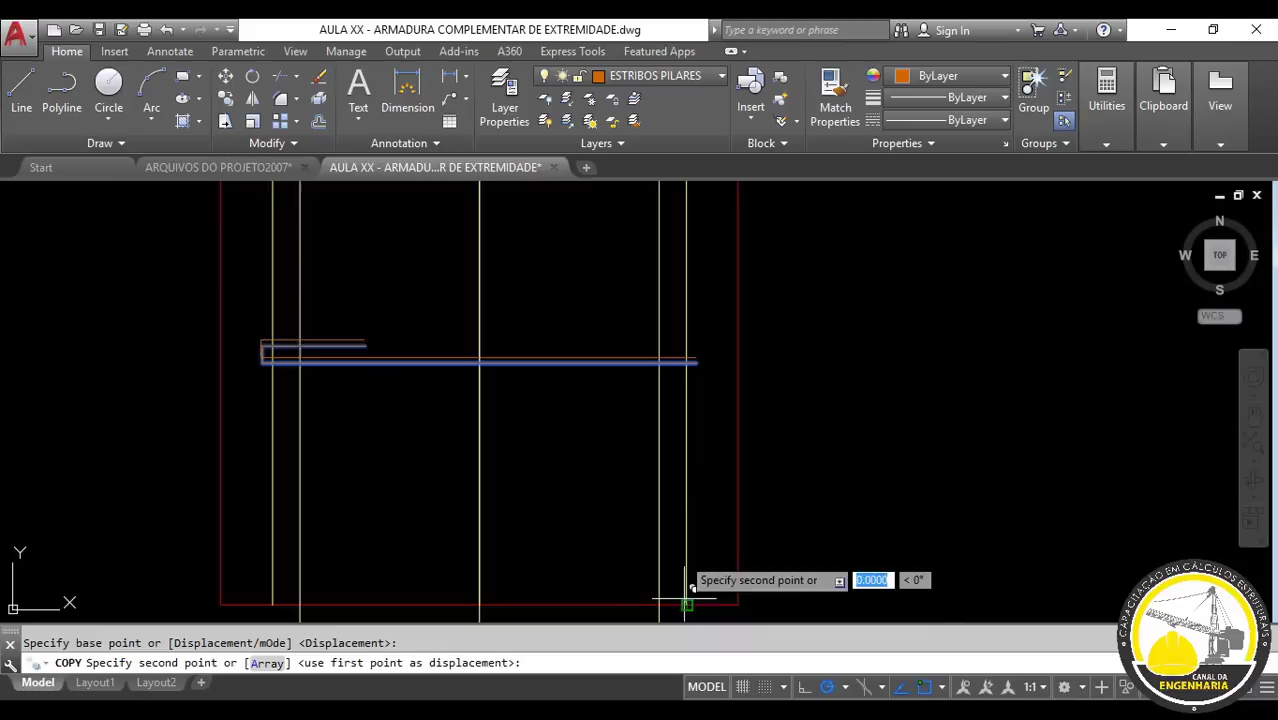 AULA XX - ARMADURA COMPLEMENTAR DE EXTREMIDADE.dwg
Type a keyword or phrase
Sign In
Home Insert Annotate Parametric View Manage Output Add-ins A360 Express Tools Featured Apps
Line Polyline Circle Arc
Text Dimension
Layer Properties
ESTRIBOS PILARES
Insert
Match Properties
ByLayer
ByLayer
ByLayer
Group
Utilities
Clipboard
View
Draw Modify Annotation Layers Block Properties Groups
Start ARQUIVOS DO PROJETO2007* AULA XX - ARMADU...R DE EXTREMIDADE*
N
W TOP E
S
WCS
Specify second point or 0.0000 < 0°
Y
X
Specify base point or [Displacement/mOde] <Displacement>:
COPY Specify second point or [Array] <use first point as displacement>:
Model Layout1 Layout2
MODEL 1:1
CAPACITAÇÃO EM CÁLCULOS ESTRUTURAIS
CANAL DA
ENGENHARIA